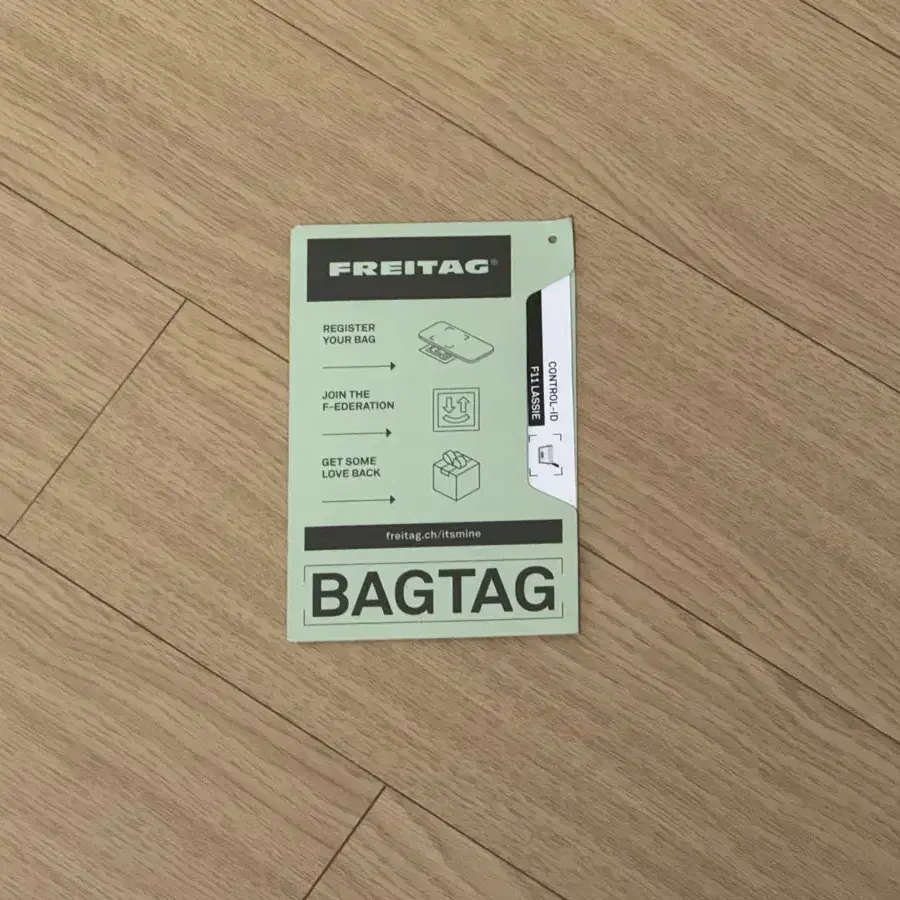 FREITAG®
REGISTER
YOUR BAG
JOIN THE
F-EDERATION
GET SOME
LOVE BACK
CONTROL-ID
F11 LASSIE
freitag.ch/itsmine
BAGTAG